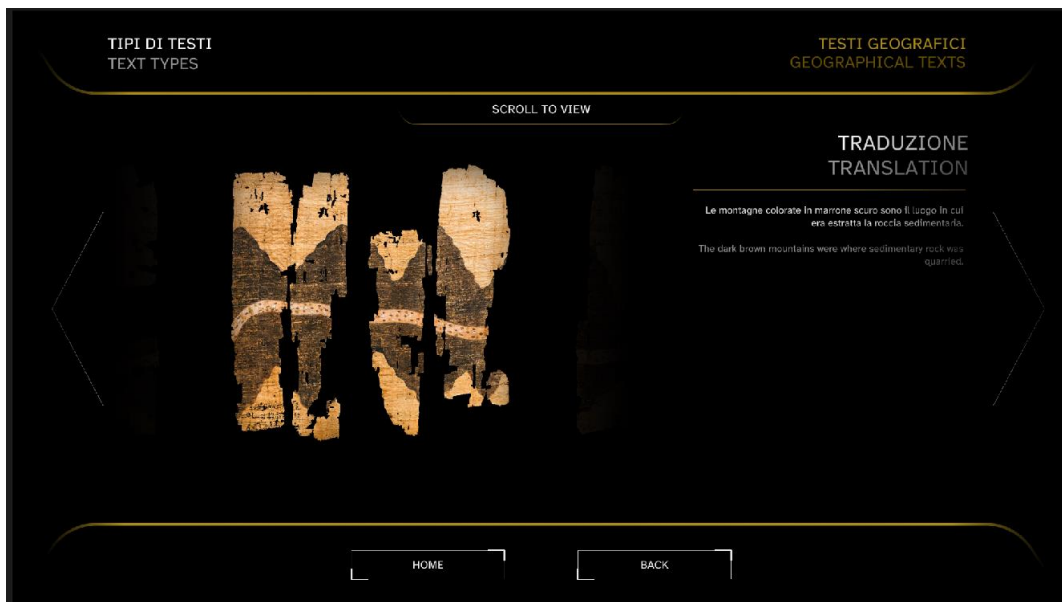 TIPI DI TESTI
TEXT TYPES
TESTI GEOGRAFICI
GEOGRAPHICAL TEXTS
SCROLL TO VIEW
TRADUZIONE
TRANSLATION
Le montagne colorate in marrone scuro sono il luogo in cui
era estratta la roccia sedimentaria.
The dark brown mountains were where sedimentary rock was
quarried.
HOME
BACK